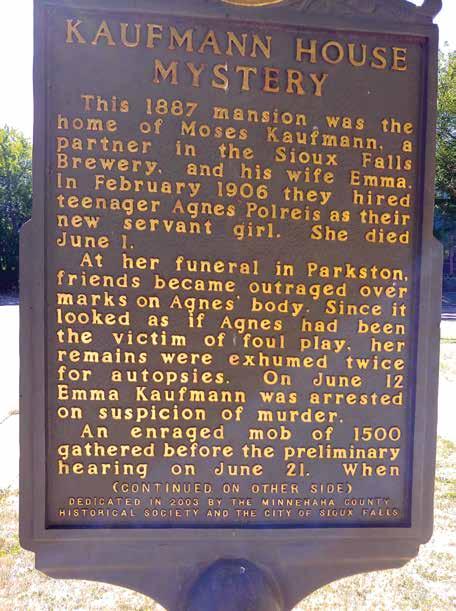 KAUFMANN HOUSE
MYSTERY
This 1887 mansion was the
home of Moses Kaufmann, a
partner in the Sioux Falls
Brewery, and his wife Emma.
In February 1906 they hired
teenager Agnes Polreis as their
new servant girl. She died
June 1.
At her funeral in Parkston,
friends became outraged over
marks on Agnes' body. Since it
looked as if Agnes had been
the victim of foul play, her
remains were exhumed twice
for autopsies. On June 12
Emma Kaufmann was arrested
on suspicion of murder.
An enraged mob of 1500
gathered before the preliminary
hearing on June 21. When
(CONTINUED ON OTHER SIDE)
DEDICATED IN 2003 BY THE MINNEHAHA COUNTY
HISTORICAL SOCIETY AND THE CITY OF SIOUX FALLS